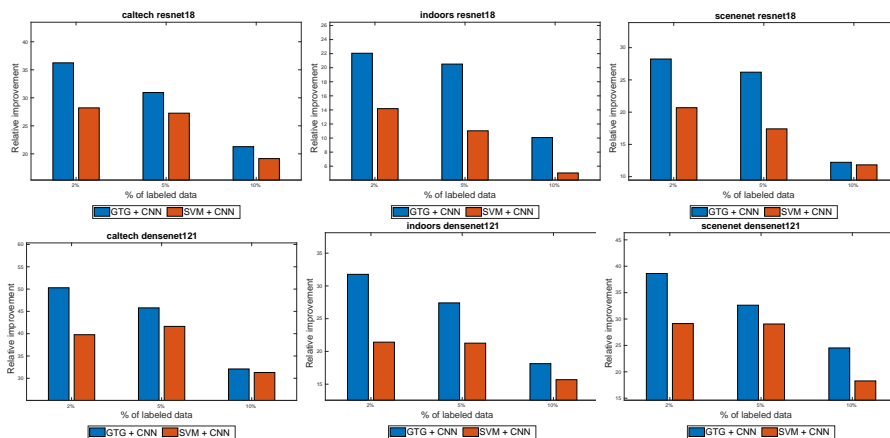 caltech resnet18
Relative improvement
40
35
30
25
20
2%
5%
10%
% of labeled data
GTG + CNN
SVM + CNN
indoors resnet18
Relative improvement
24
22
20
18
16
14
12
10
8
6
4
2%
5%
10%
% of labeled data
GTG + CNN
SVM + CNN
scenenet resnet18
Relative improvement
30
25
20
15
10
2%
5%
10%
% of labeled data
GTG + CNN
SVM + CNN
caltech densenet121
Relative improvement
60
55
50
45
40
35
30
2%
5%
10%
% of labeled data
GTG + CNN
SVM + CNN
indoors densenet121
Relative improvement
35
30
25
20
15
2%
5%
10%
% of labeled data
GTG + CNN
SVM + CNN
scenenet densenet121
Relative improvement
45
40
35
30
25
20
15
2%
5%
10%
% of labeled data
GTG + CNN
SVM + CNN